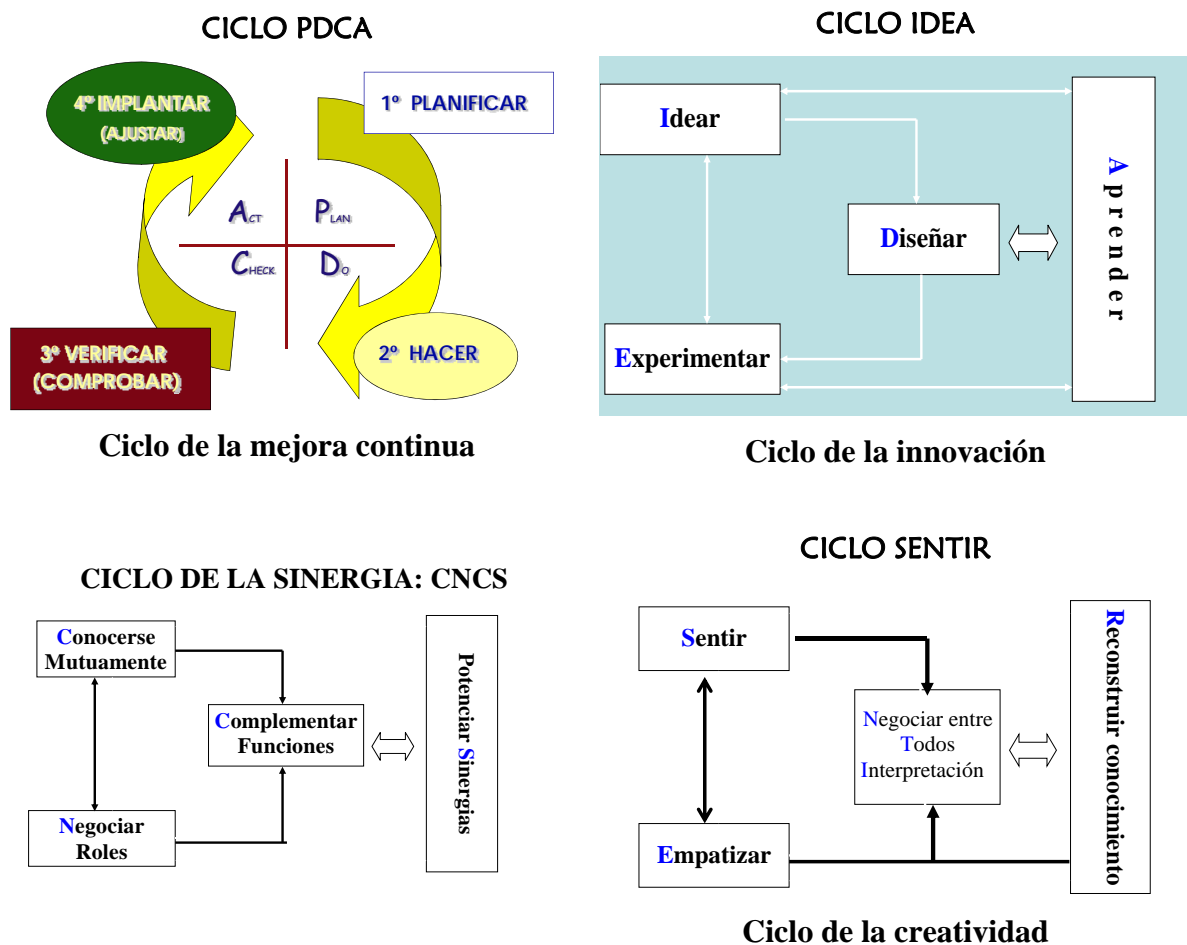 CICLO PDCA
4º IMPLANTAR
(AJUSTAR)
1º PLANIFICAR
ACT
PLAN
CHECK
DO
3º VERIFICAR
(COMPROBAR)
2º HACER
Ciclo de la mejora continua
CICLO IDEA
Idear
Diseñar
Experimentar
Aprender
Ciclo de la innovación
CICLO DE LA SINERGIA: CNCS
Conocerse
Mutuamente
Complementar
Funciones
Negociar
Roles
Potenciar Sinergias
CICLO SENTIR
Sentir
Negociar entre
Todos
Interpretación
Empatizar
Reconstruir conocimiento
Ciclo de la creatividad